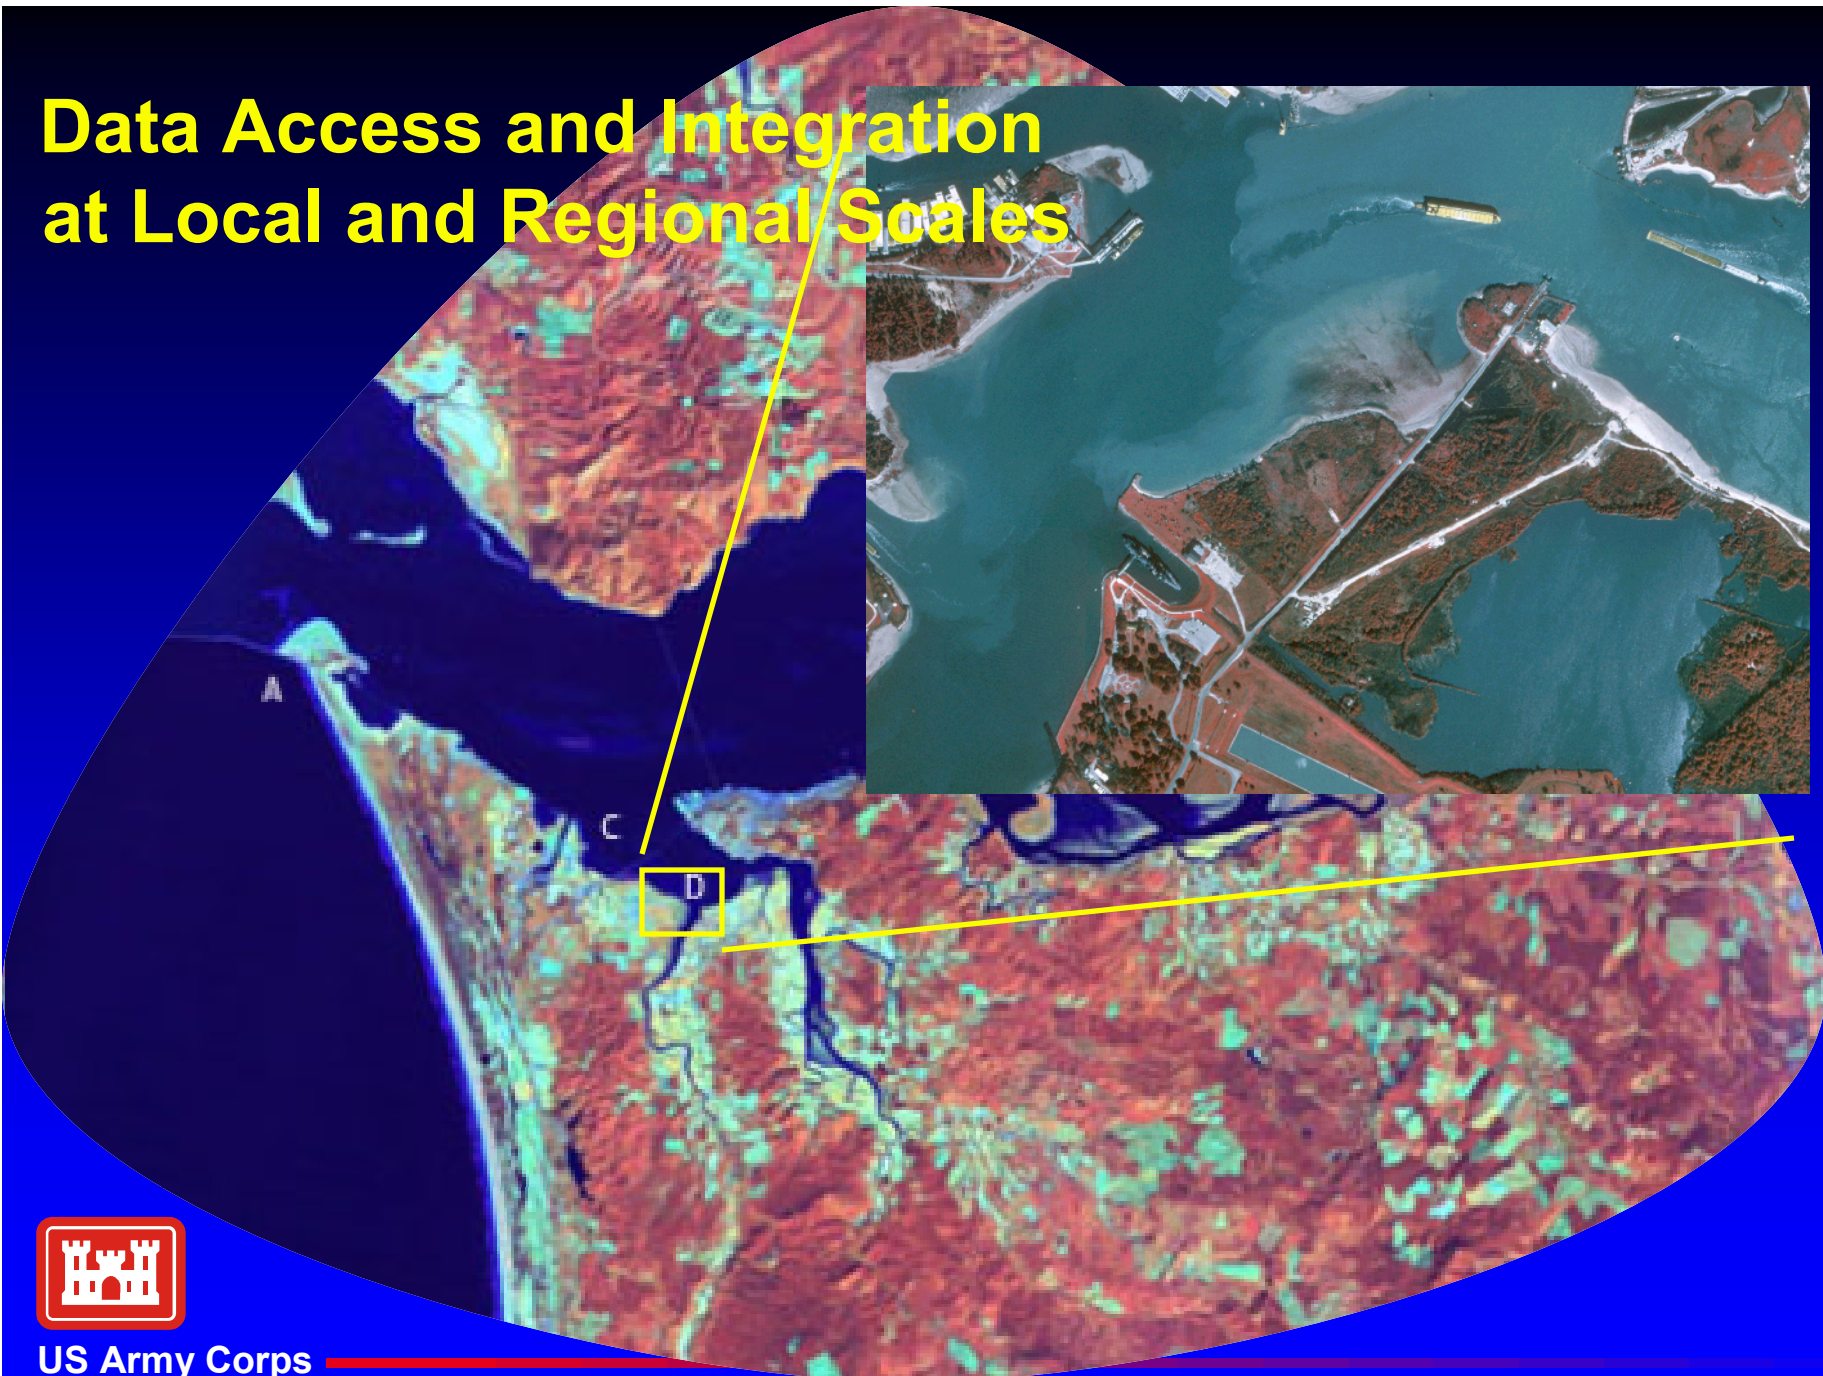 Data Access and Integration
at Local and Regional Scales
A
C
D
US Army Corps